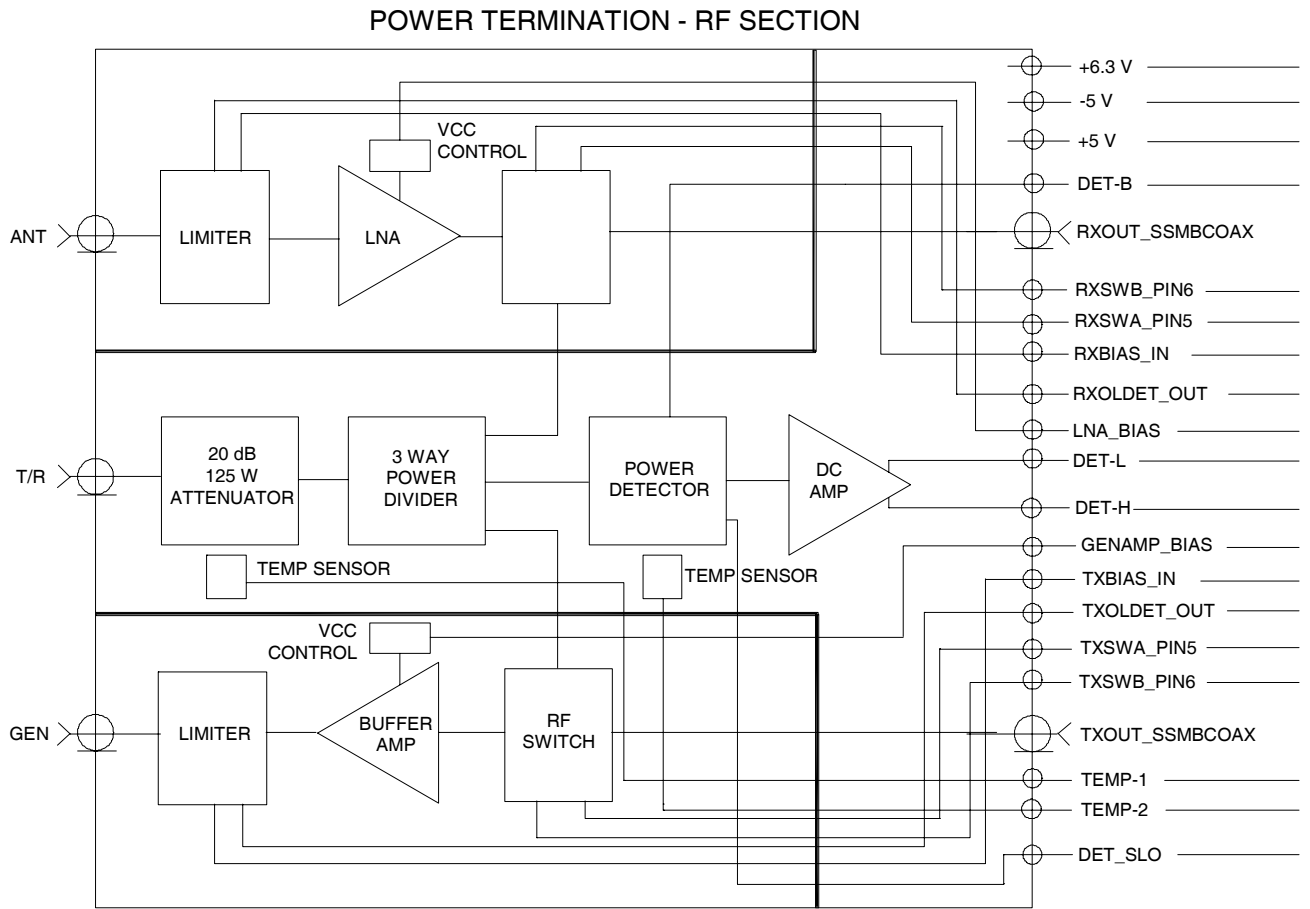 POWER TERMINATION - RF SECTION
+6.3 V
-5 V
+5 V
DET-B
RXOUT_SSMBCOAX
RXSWB_PIN6
RXSWA_PIN5
RXBIAS_IN
RXOLDET_OUT
LNA_BIAS
DET-L
DET-H
GENAMP_BIAS
TXBIAS_IN
TXOLDET_OUT
TXSWA_PIN5
TXSWB_PIN6
TXOUT_SSMBCOAX
TEMP-1
TEMP-2
DET_SLO
VCC
CONTROL
ANT
LIMITER
LNA
T/R
20 dB
125 W
ATTENUATOR
3 WAY
POWER
DIVIDER
POWER
DETECTOR
DC
AMP
TEMP SENSOR
TEMP SENSOR
VCC
CONTROL
GEN
LIMITER
BUFFER
AMP
RF
SWITCH